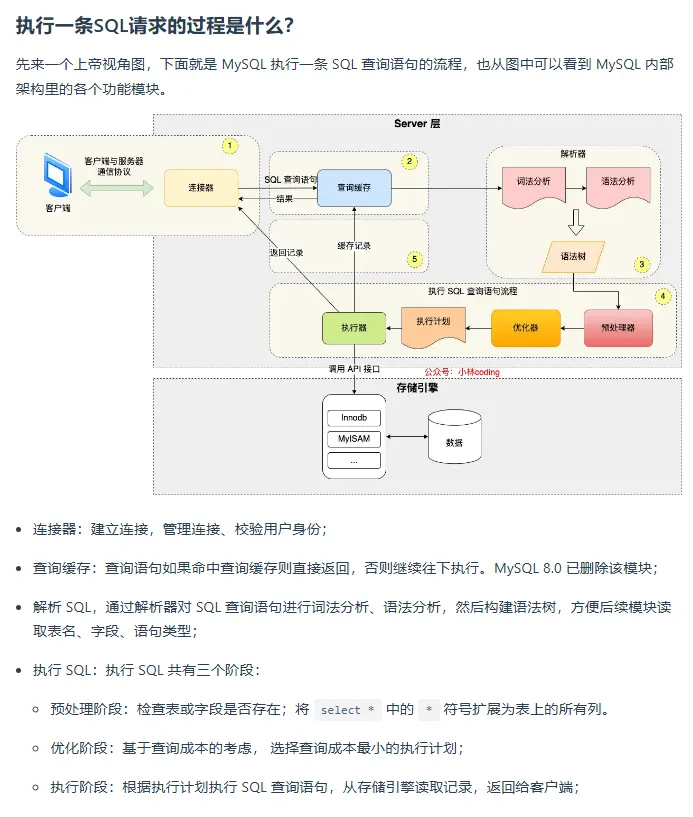 执行一条SQL请求的过程是什么？
先来一个上帝视角图，下面就是 MySQL 执行一条 SQL 查询语句的流程，也从图中可以看到 MySQL 内部
架构里的各个功能模块。
Server 层
1
客户端与服务器
通信协议
客户端
连接器
SQL 查询语句
结果
2
查询缓存
解析器
词法分析
语法分析
语法树
3
返回记录
缓存记录
5
执行 SQL 查询语句流程
4
执行器
执行计划
优化器
预处理器
调用 API 接口
公众号：小林coding
存储引擎
Innodb
MyISAM
...
数据
• 连接器：建立连接，管理连接、校验用户身份；
• 查询缓存：查询语句如果命中查询缓存则直接返回，否则继续往下执行。MySQL 8.0 已删除该模块；
• 解析 SQL，通过解析器对 SQL 查询语句进行词法分析、语法分析，然后构建语法树，方便后续模块读
取表名、字段、语句类型；
• 执行 SQL：执行 SQL 共有三个阶段：
◦ 预处理阶段：检查表或字段是否存在；将 select * 中的 * 符号扩展为表上的所有列。
◦ 优化阶段：基于查询成本的考虑， 选择查询成本最小的执行计划；
◦ 执行阶段：根据执行计划执行 SQL 查询语句，从存储引擎读取记录，返回给客户端；